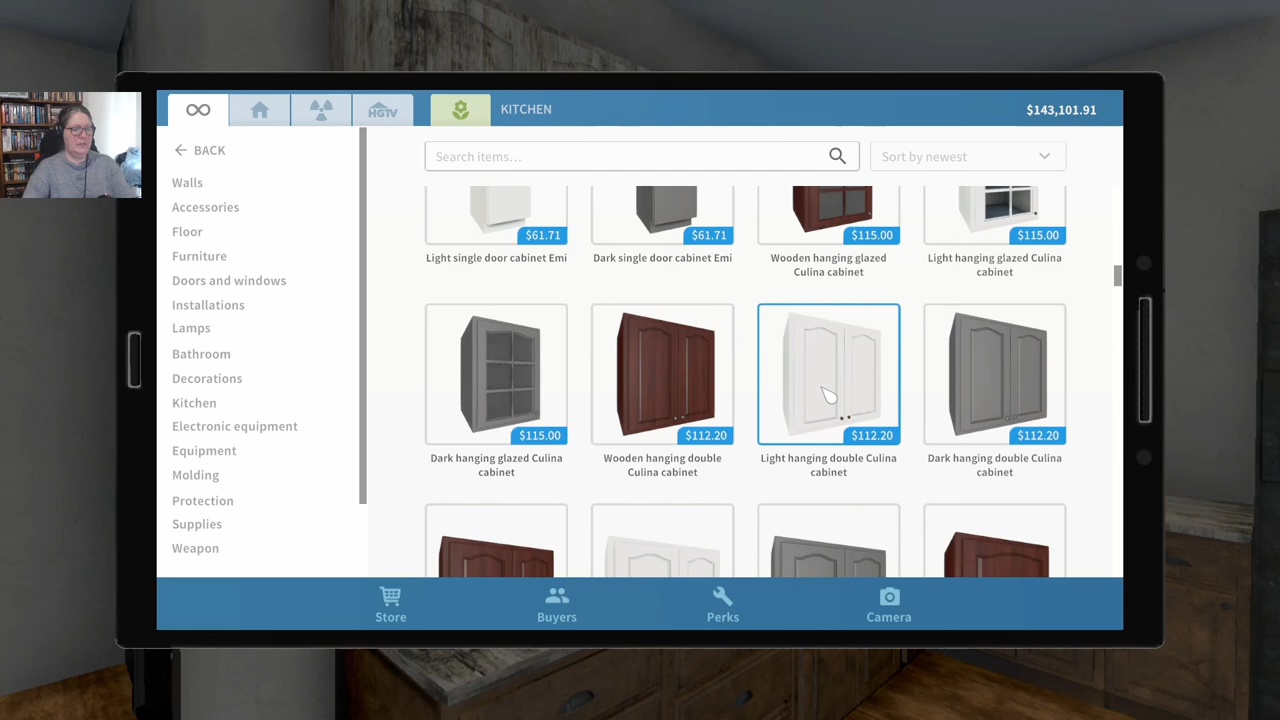 HGTV
KITCHEN
$143,101.91
BACK
Walls
Accessories
Floor
Furniture
Doors and windows
Installations
Lamps
Bathroom
Decorations
Kitchen
Electronic equipment
Equipment
Molding
Protection
Supplies
Weapon
Search items...
Sort by newest
$61.71
$61.71
$115.00
$115.00
Light single door cabinet Emi
Dark single door cabinet Emi
Wooden hanging glazed
Culina cabinet
Light hanging glazed Culina
cabinet
$115.00
$112.20
$112.20
$112.20
Dark hanging glazed Culina
cabinet
Wooden hanging double
Culina cabinet
Light hanging double Culina
cabinet
Dark hanging double Culina
cabinet
Store
Buyers
Perks
Camera